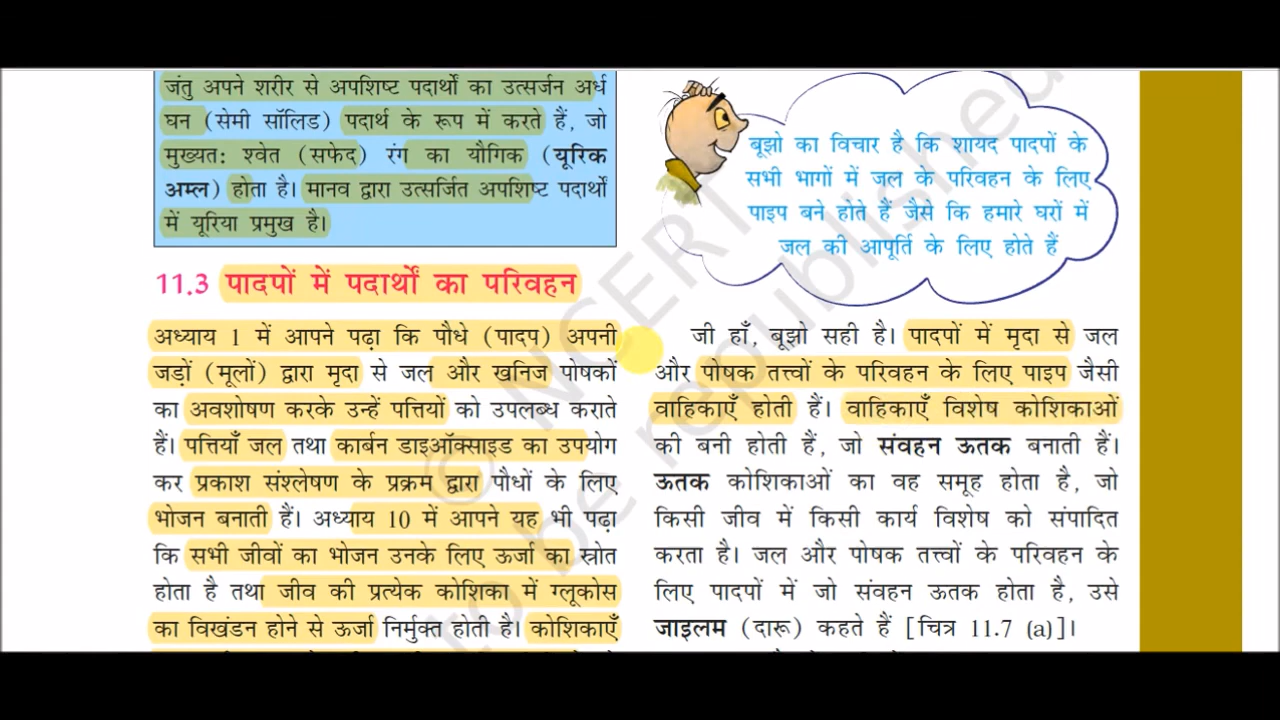 जंतु अपने शरीर से अपशिष्ट पदार्थों का उत्सर्जन अर्ध
घन (सेमी सॉलिड) पदार्थ के रूप में करते हैं, जो
मुख्यत: श्वेत (सफेद) रंग का यौगिक (यूरिक
अम्ल) होता है। मानव द्वारा उत्सर्जित अपशिष्ट पदार्थों
में यूरिया प्रमुख है।
11.3 पादपों में पदार्थों का परिवहन
अध्याय 1 में आपने पढ़ा कि पौधे (पादप) अपनी
जड़ों (मूलों) द्वारा मृदा से जल और खनिज पोषकों
का अवशोषण करके उन्हें पत्तियों को उपलब्ध कराते
हैं। पत्तियाँ जल तथा कार्बन डाइऑक्साइड का उपयोग
कर प्रकाश संश्लेषण के प्रक्रम द्वारा पौधों के लिए
भोजन बनाती हैं। अध्याय 10 में आपने यह भी पढ़ा
कि सभी जीवों का भोजन उनके लिए ऊर्जा का स्रोत
होता है तथा जीव की प्रत्येक कोशिका में ग्लूकोस
का विखंडन होने से ऊर्जा निर्मुक्त होती है। कोशिकाएँ
बूझो का विचार है कि शायद पादपों के
सभी भागों में जल के परिवहन के लिए
पाइप बने होते हैं जैसे कि हमारे घरों में
जल की आपूर्ति के लिए होते हैं
जी हाँ, बूझो सही है। पादपों में मृदा से जल
और पोषक तत्त्वों के परिवहन के लिए पाइप जैसी
वाहिकाएँ होती हैं। वाहिकाएँ विशेष कोशिकाओं
की बनी होती हैं, जो संवहन ऊतक बनाती हैं।
ऊतक कोशिकाओं का वह समूह होता है, जो
किसी जीव में किसी कार्य विशेष को संपादित
करता है। जल और पोषक तत्त्वों के परिवहन के
लिए पादपों में जो संवहन ऊतक होता है, उसे
जाइलम (दारू) कहते हैं [चित्र 11.7 (a)]।
© NCERT
to be republished